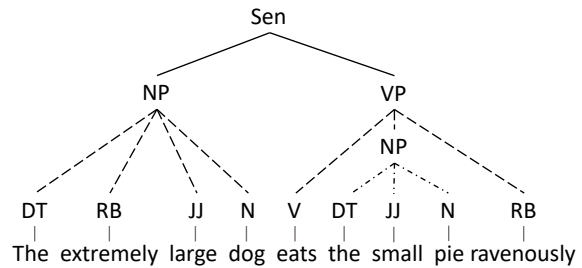 Sen
NP VP
NP
DT RB JJ N V DT JJ N RB
The extremely large dog eats the small pie ravenously